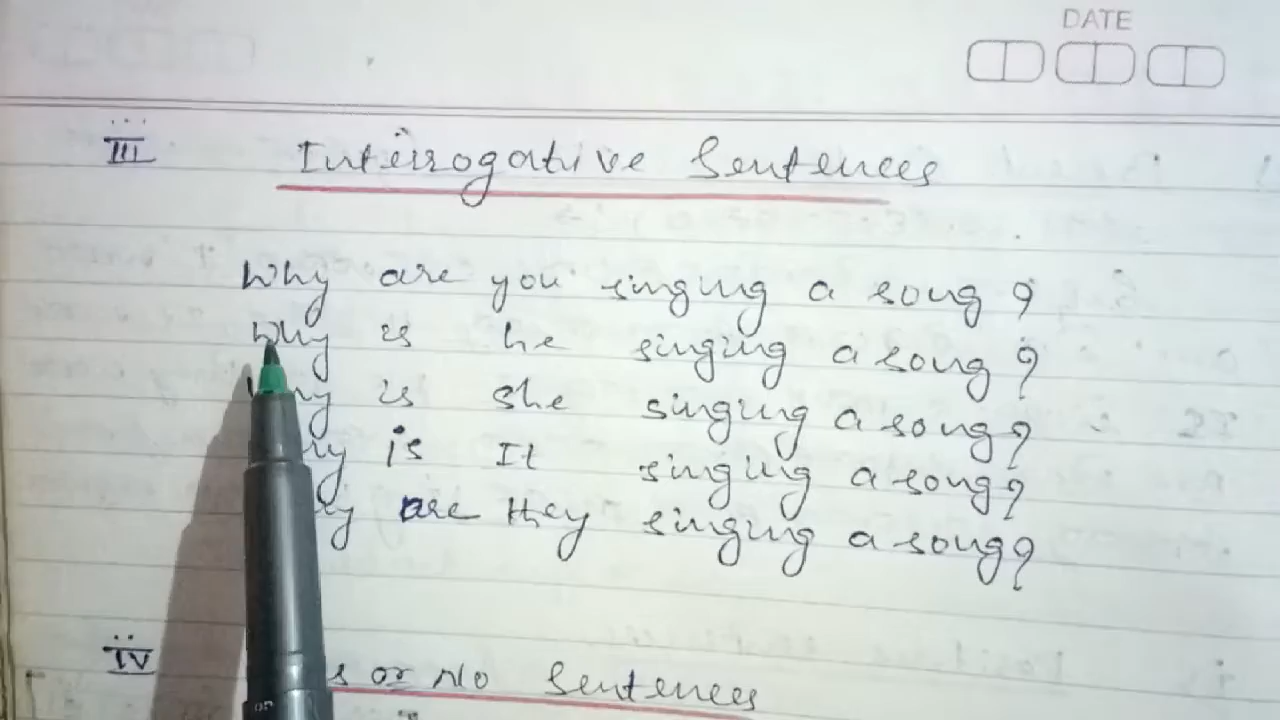 DATE
III Interrogative Sentences
Why are you singing a song?
Why is he singing a song?
Why is she singing a song?
is It singing a song?
are they singing a song?
IV or No Sentences